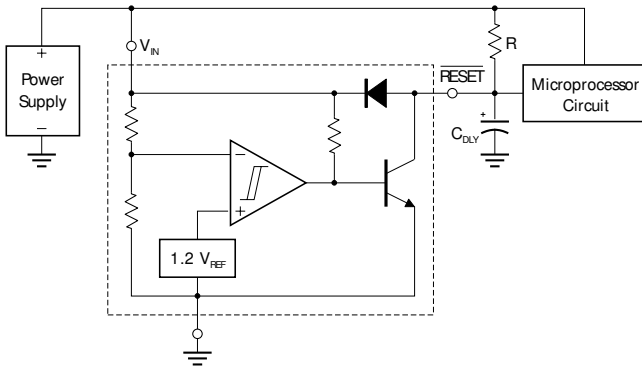 +
Power
Supply
−
V_IN
−
+
1.2 V_REF
RESET
R
+
C_DLY
Microprocessor
Circuit